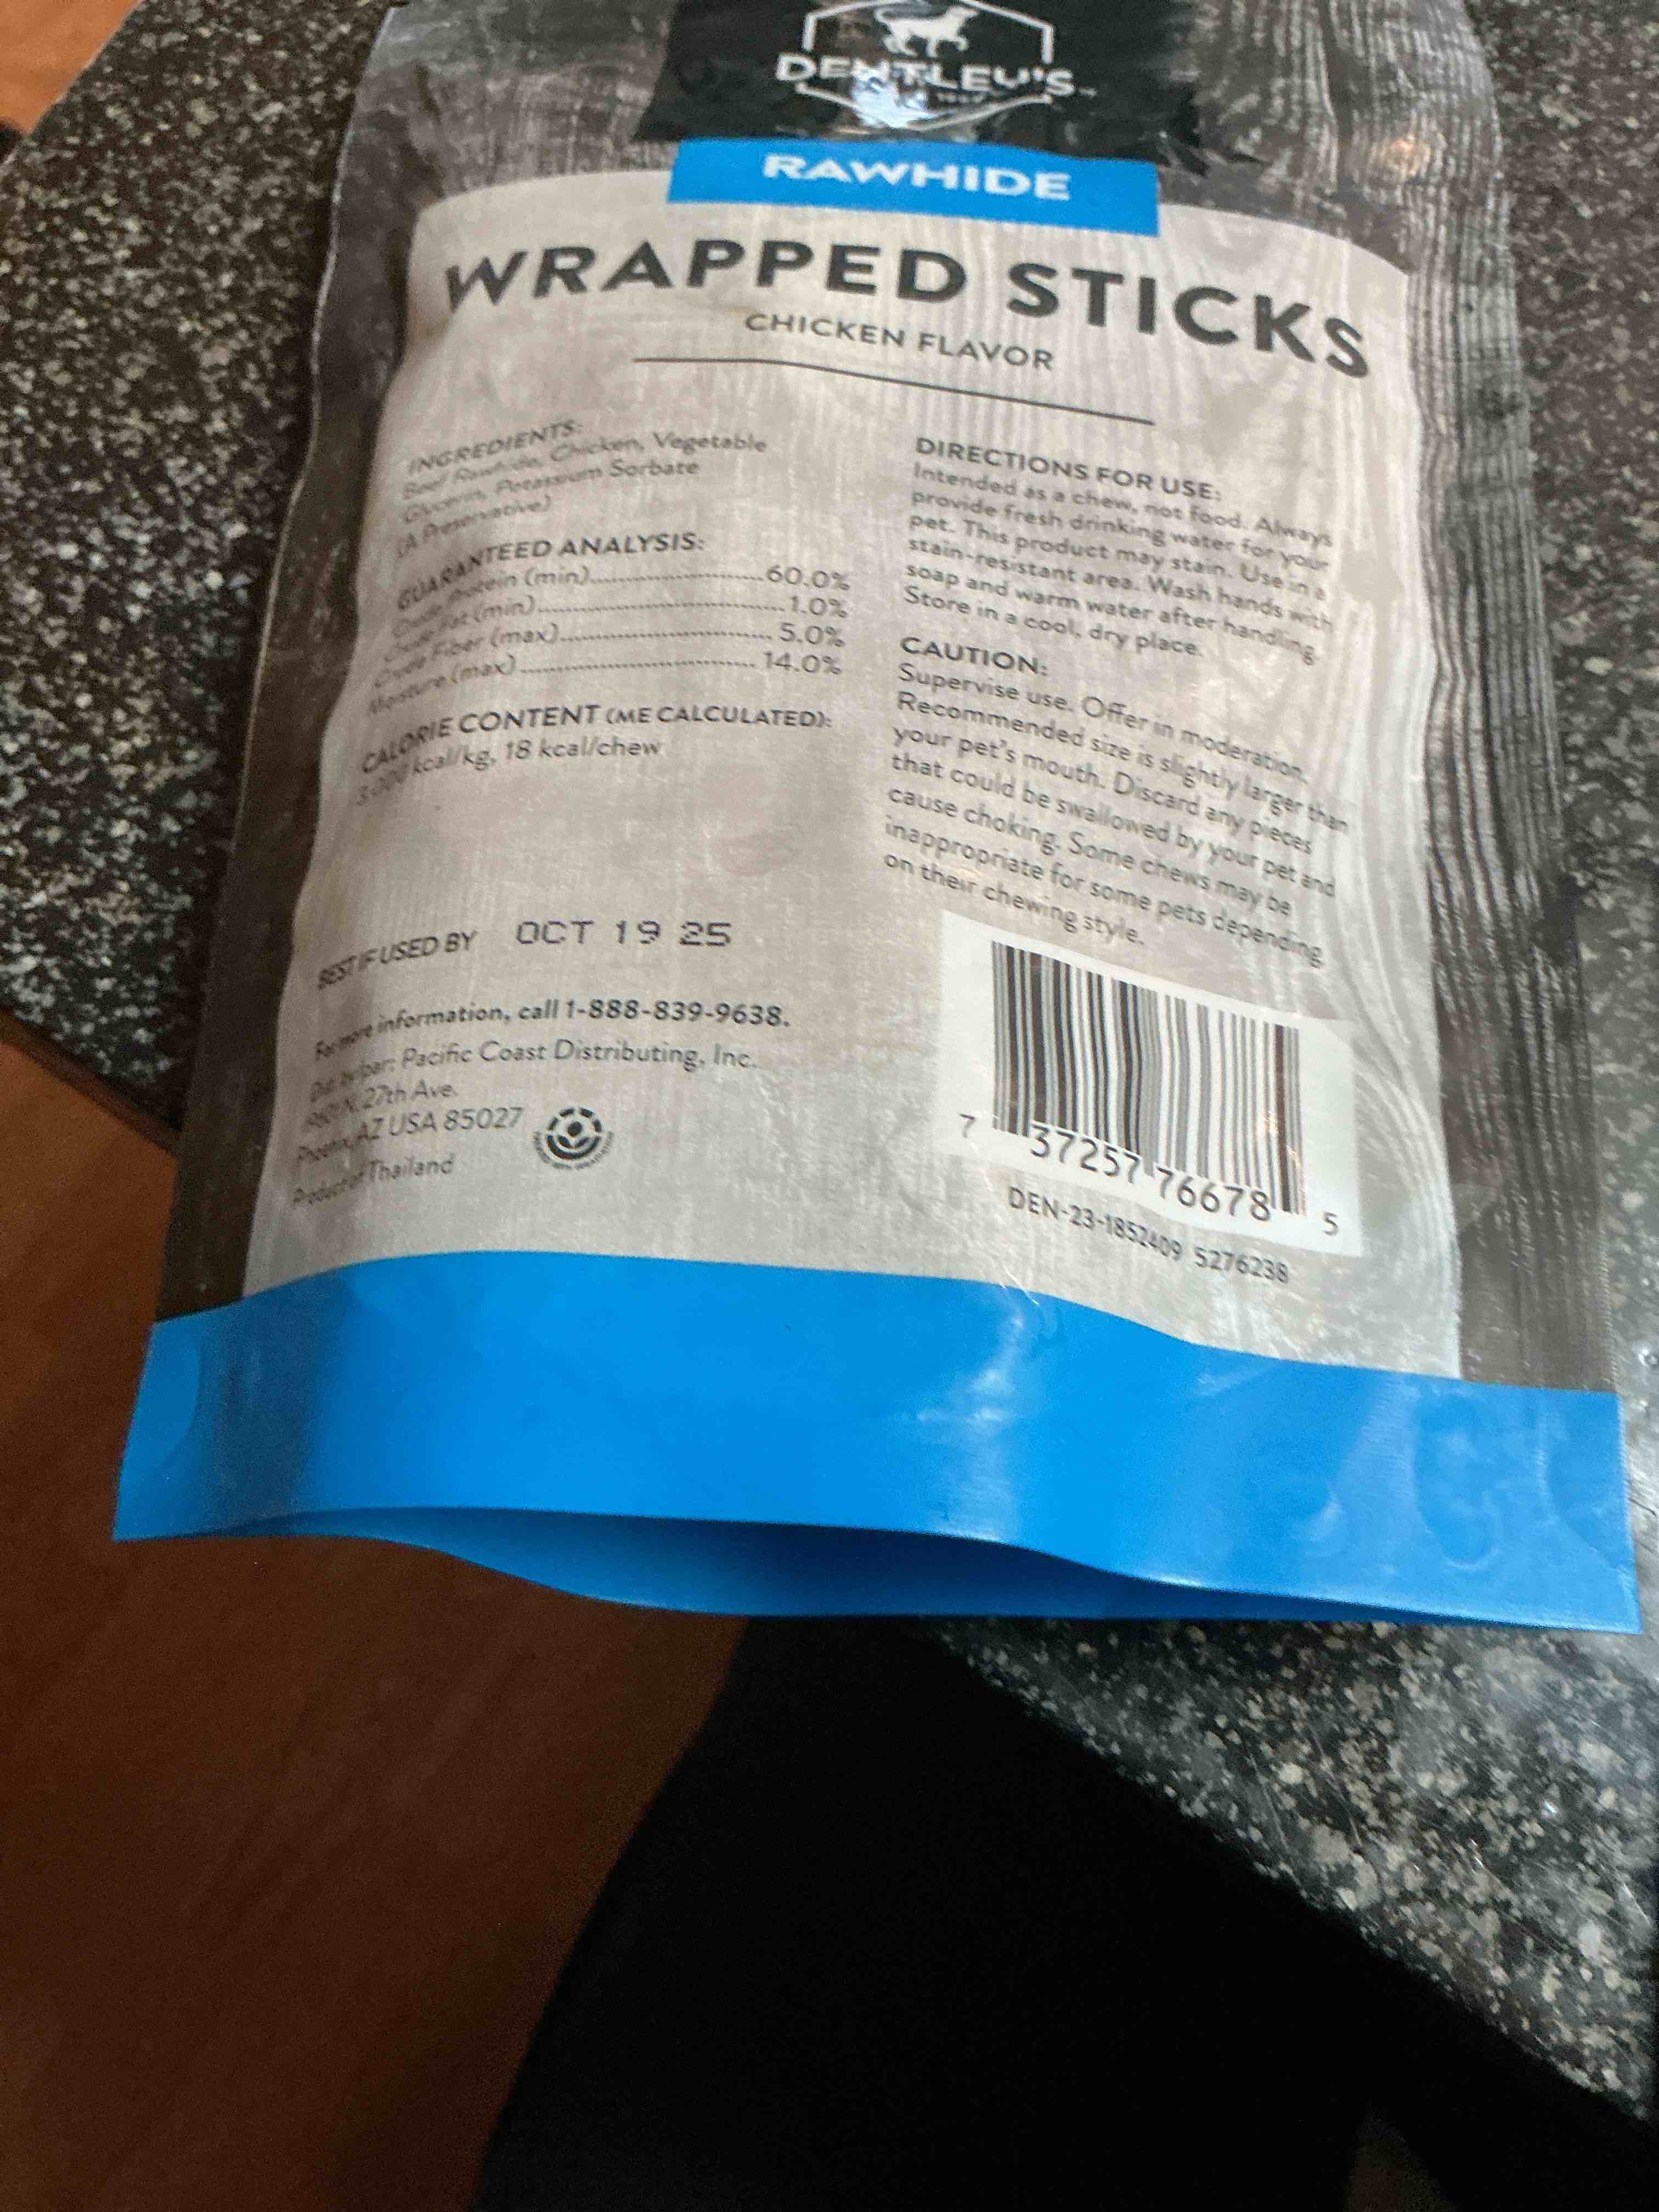 DENTLEY'S
RAWHIDE
WRAPPED STICKS
CHICKEN FLAVOR
INGREDIENTS:
Beef Rawhide, Chicken, Vegetable
Glycerin, Potassium Sorbate
(A Preservative)
GUARANTEED ANALYSIS:
Crude Protein (min)..........60.0%
Crude Fat (min)..........1.0%
Crude Fiber (max)..........5.0%
Moisture (max)..........14.0%
CALORIE CONTENT (ME CALCULATED):
kcal/kg, 18 kcal/chew
BEST IF USED BY OCT 19 25
For more information, call 1-888-839-9638.
Pacific Coast Distributing, Inc.
27th Ave.
Phoenix, AZ USA 85027
Product of Thailand
DIRECTIONS FOR USE:
Intended as a chew, not food. Always
provide fresh drinking water for your
pet. This product may stain. Use in a
stain-resistant area. Wash hands with
soap and warm water after handling.
Store in a cool, dry place.
CAUTION:
Supervise use. Offer in moderation.
Recommended size is slightly larger than
your pet's mouth. Discard any pieces
that could be swallowed by your pet and
cause choking. Some chews may be
inappropriate for some pets depending
on their chewing style.
7 37257 76678 5
DEN-23-1852409 5276238